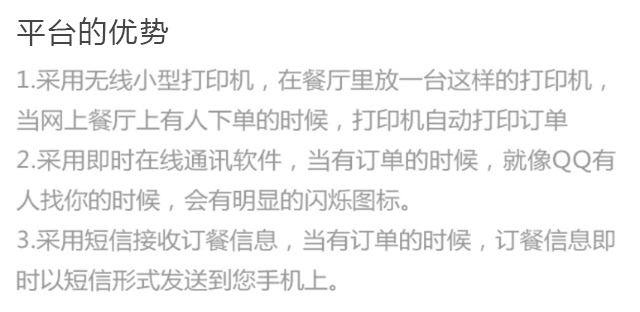 平台的优势
1.采用无线小型打印机，在餐厅里放一台这样的打印机，
当网上餐厅上有人下单的时候，打印机自动打印订单
2.采用即时在线通讯软件，当有订单的时候，就像QQ有
人找你的时候，会有明显的闪烁图标。
3.采用短信接收订餐信息，当有订单的时候，订餐信息即
时以短信形式发送到您手机上。